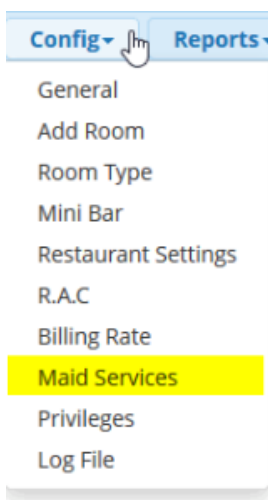 Config Reports
General
Add Room
Room Type
Mini Bar
Restaurant Settings
R.A.C
Billing Rate
Maid Services
Privileges
Log File